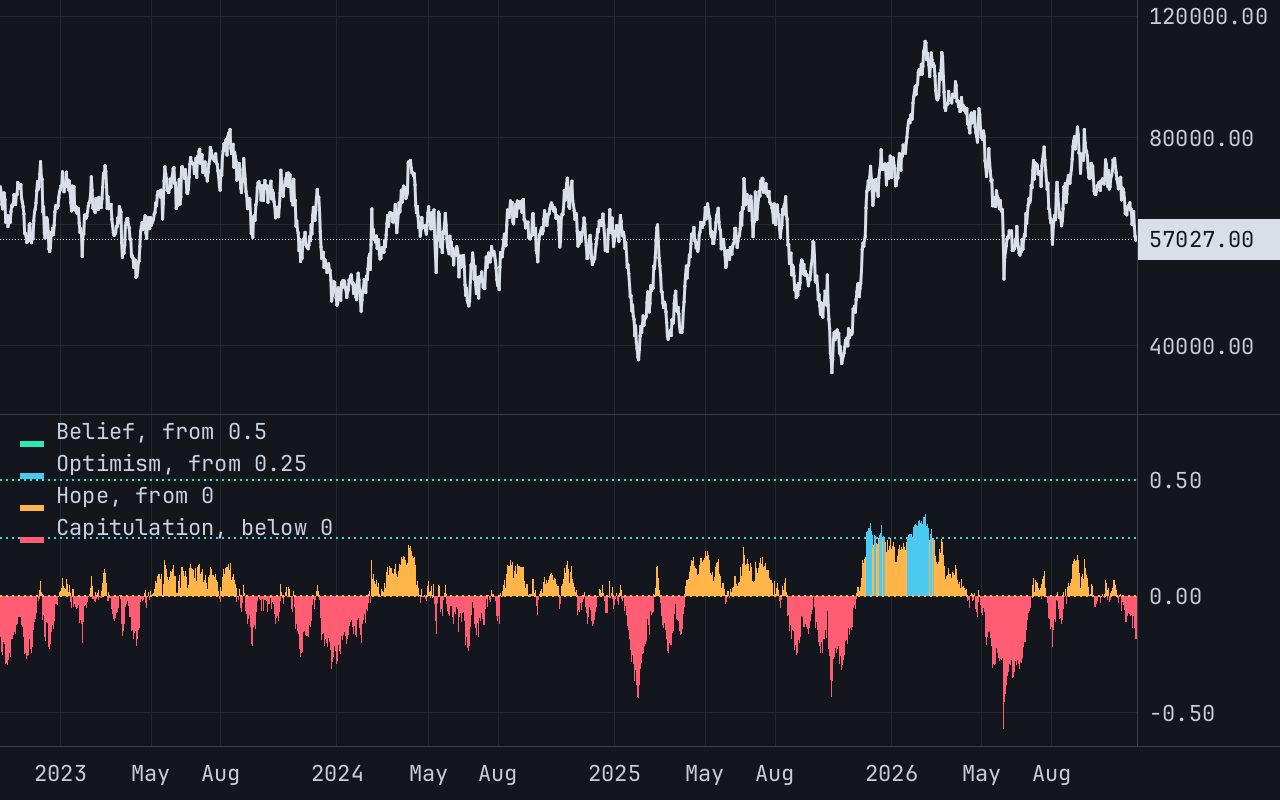 120000.00
80000.00
57027.00
40000.00
Belief, from 0.5
Optimism, from 0.25
Hope, from 0
Capitulation, below 0
0.50
0.00
-0.50
2023 May Aug 2024 May Aug 2025 May Aug 2026 May Aug